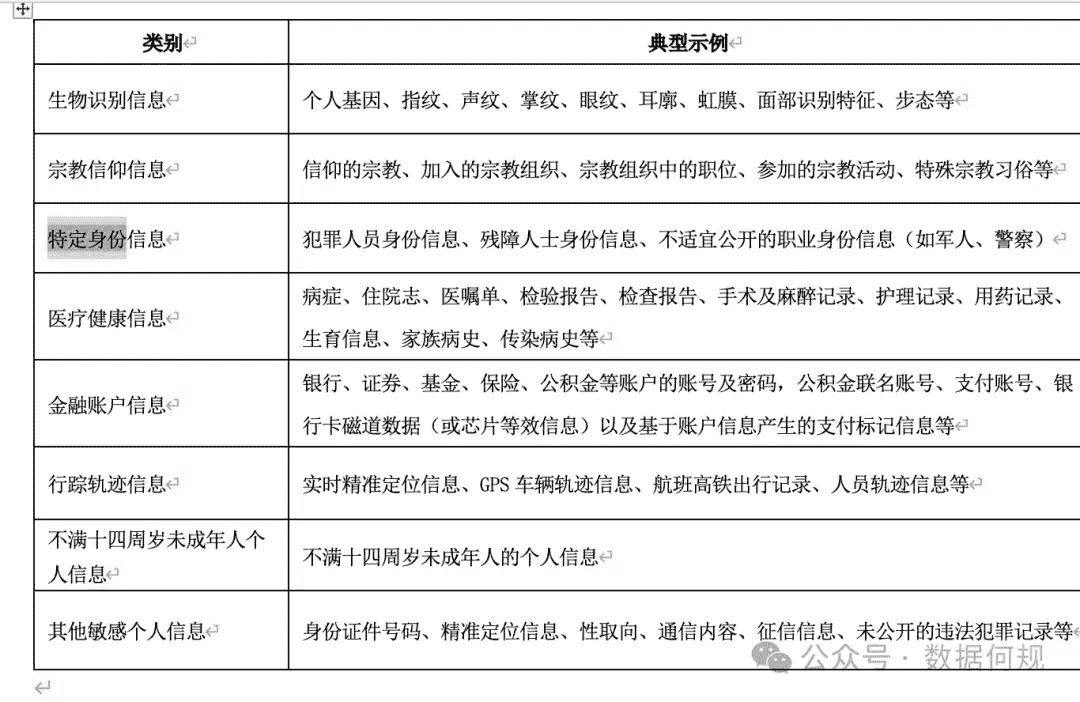 类别
典型示例
生物识别信息
个人基因、指纹、声纹、掌纹、眼纹、耳廓、虹膜、面部识别特征、步态等
宗教信仰信息
信仰的宗教、加入的宗教组织、宗教组织中的职位、参加的宗教活动、特殊宗教习俗等
特定身份信息
犯罪人员身份信息、残障人士身份信息、不适宜公开的职业身份信息（如军人、警察）
医疗健康信息
病症、住院志、医嘱单、检验报告、检查报告、手术及麻醉记录、护理记录、用药记录、
生育信息、家族病史、传染病史等
金融账户信息
银行、证券、基金、保险、公积金等账户的账号及密码，公积金联名账号、支付账号、银
行卡磁道数据（或芯片等效信息）以及基于账户信息产生的支付标记信息等
行踪轨迹信息
实时精准定位信息、GPS 车辆轨迹信息、航班高铁出行记录、人员轨迹信息等
不满十四周岁未成年人个
人信息
不满十四周岁未成年人的个人信息
其他敏感个人信息
身份证件号码、精准定位信息、性取向、通信内容、征信信息、未公开的违法犯罪记录等
公众号 · 数据何规